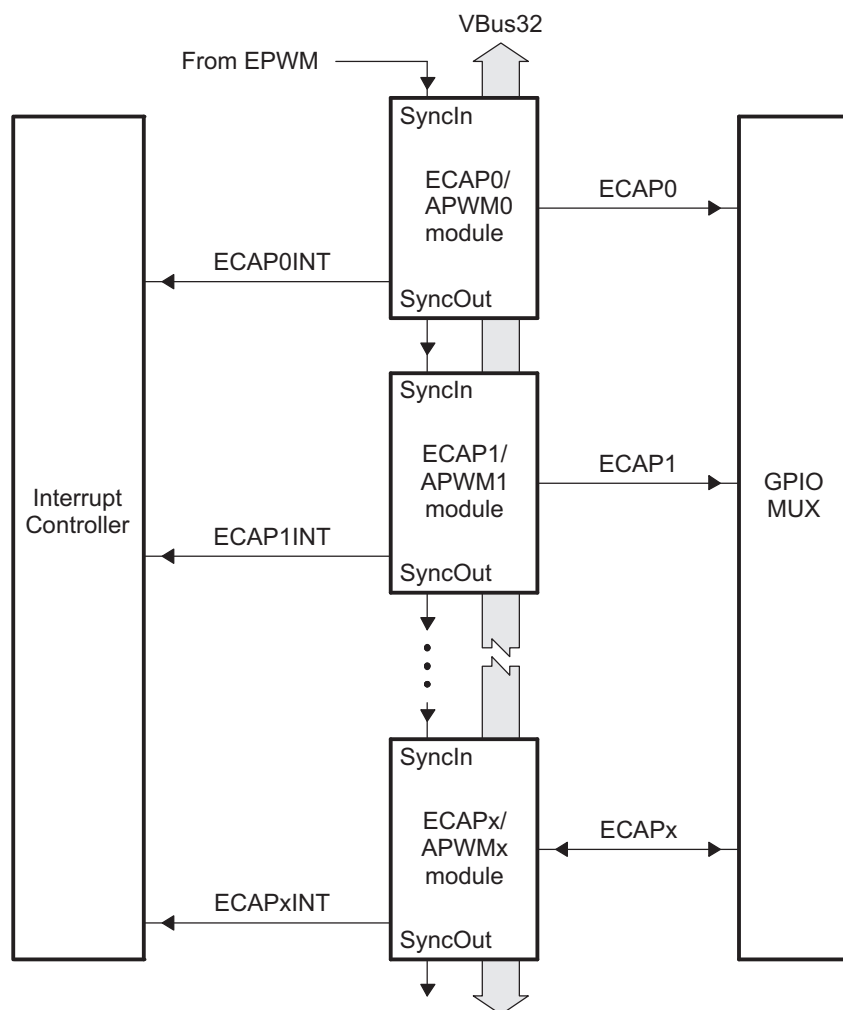 VBus32
From EPWM
SyncIn
ECAP0/
APWM0
module
ECAP0
ECAP0INT
SyncOut
SyncIn
ECAP1/
APWM1
module
ECAP1
Interrupt
Controller
GPIO
MUX
ECAP1INT
SyncOut
SyncIn
ECAPx/
APWMx
module
ECAPx
ECAPxINT
SyncOut